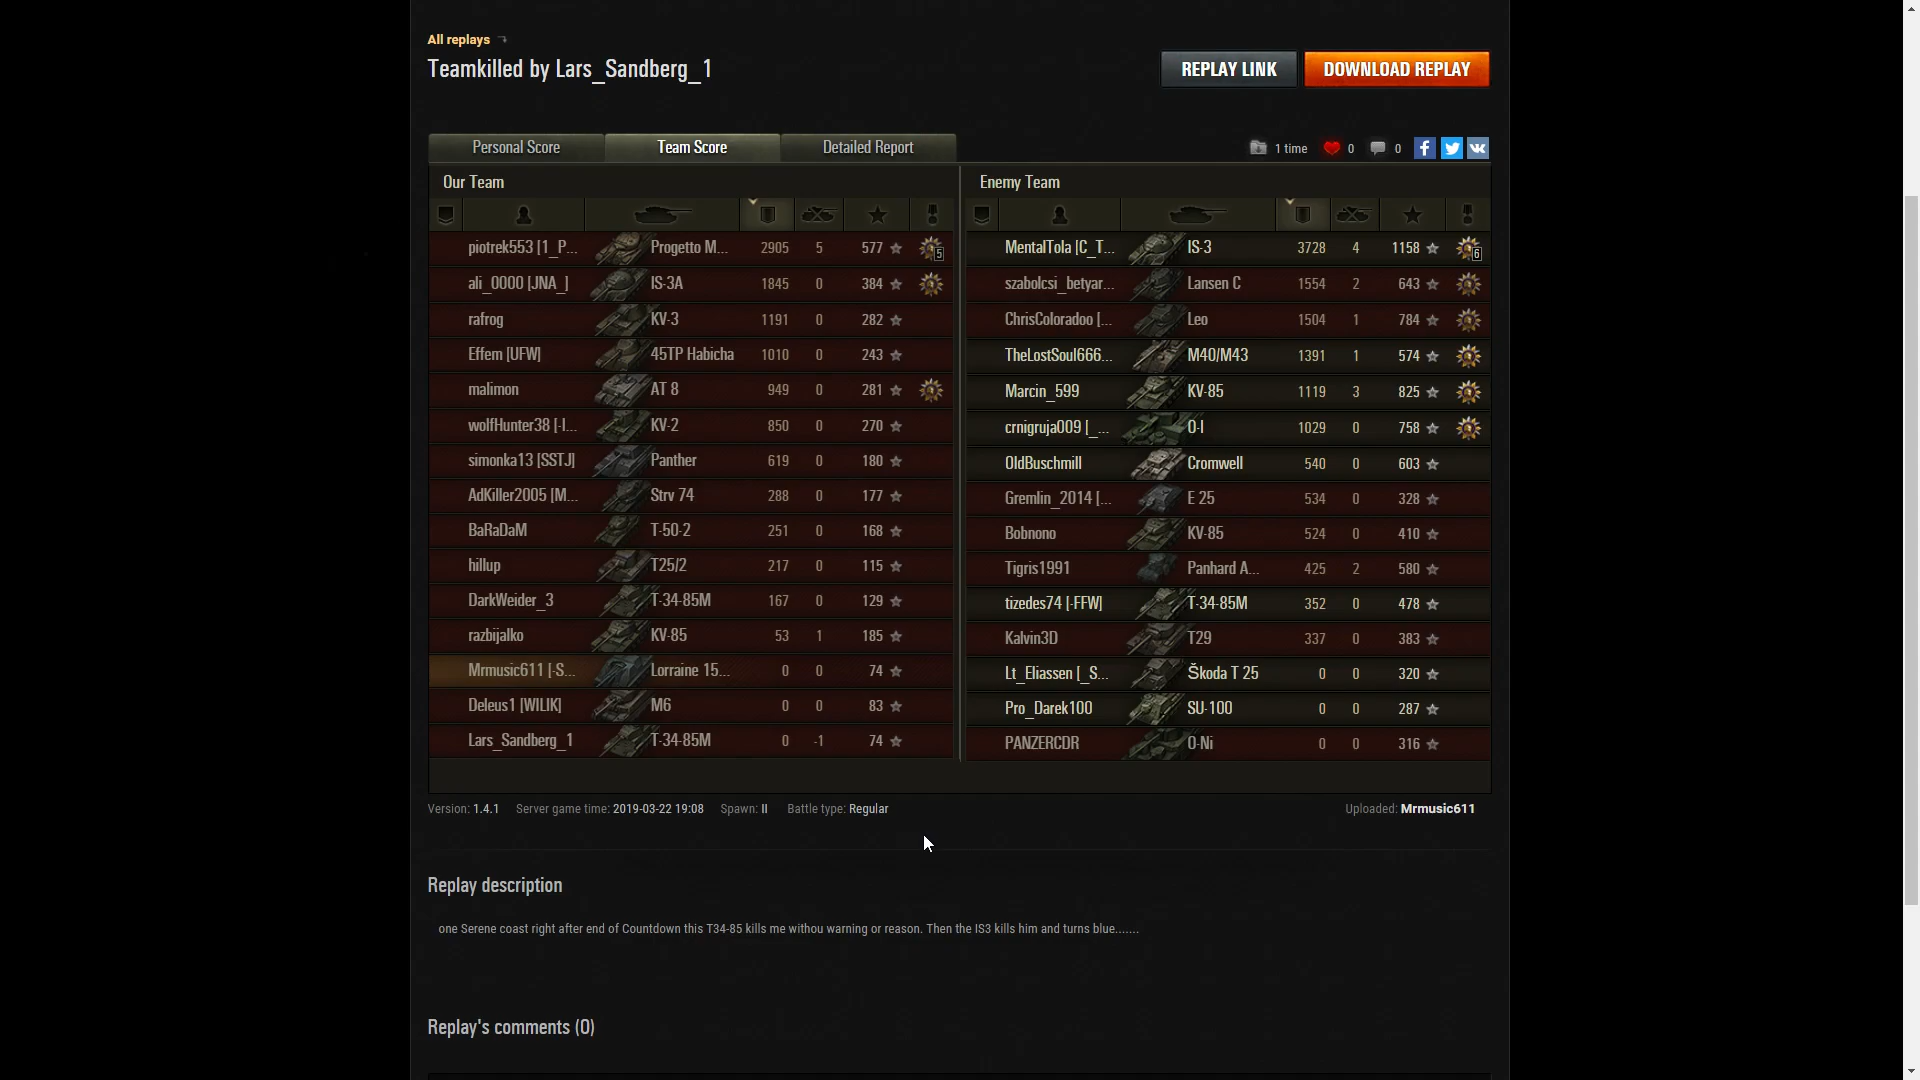 All replays
Teamkilled by Lars_Sandberg_1
REPLAY LINK
DOWNLOAD REPLAY
Personal Score
Team Score
Detailed Report
1 time
0
0
Our Team
piotrek553 [1_P... Progetto M... 2905 5 577 5
ali_0000 [JNA_] IS-3A 1845 0 384
rafrog KV-3 1191 0 282
Effem [UFW] 45TP Habicha 1010 0 243
malimon AT 8 949 0 281
wolfHunter38 [-I... KV-2 850 0 270
simonka13 [SSTJ] Panther 619 0 180
AdKiller2005 [M... Strv 74 288 0 177
BaRaDaM T-50-2 251 0 168
hillup T25/2 217 0 115
DarkWeider_3 T-34-85M 167 0 129
razbijalko KV-85 53 1 185
Mrmusic611 [-S... Lorraine 15... 0 0 74
Deleus1 [WILIK] M6 0 0 83
Lars_Sandberg_1 T-34-85M 0 -1 74
Enemy Team
MentalTola [C_T... IS-3 3728 4 1158 6
szabolcsi_betyar... Lansen C 1554 2 643
ChrisColoradoo [... Leo 1504 1 784
TheLostSoul666... M40/M43 1391 1 574
Marcin_599 KV-85 1119 3 825
crnigruja009 [_... O-I 1029 0 758
OldBuschmill Cromwell 540 0 603
Gremlin_2014 [... E 25 534 0 328
Bobnono KV-85 524 0 410
Tigris1991 Panhard A... 425 2 580
tizedes74 [-FFW] T-34-85M 352 0 478
Kalvin3D T29 337 0 383
Lt_Eliassen [_S... Škoda T 25 0 0 320
Pro_Darek100 SU-100 0 0 287
PANZERCDR O-Ni 0 0 316
Version: 1.4.1 Server game time: 2019-03-22 19:08 Spawn: II Battle type: Regular
Uploaded: Mrmusic611
Replay description
one Serene coast right after end of Countdown this T34-85 kills me withou warning or reason. Then the IS3 kills him and turns blue.......
Replay's comments (0)